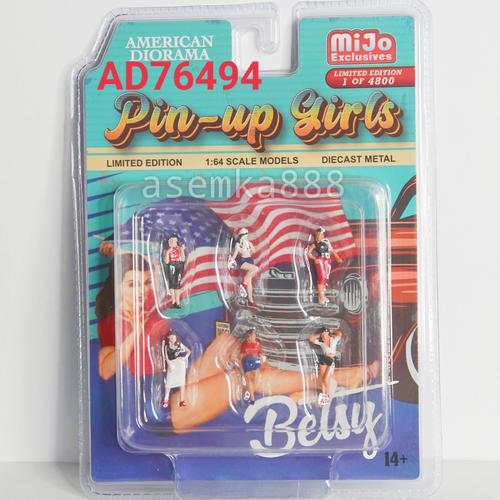 AMERICAN
DIORAMA
MiJo
Exclusives
LIMITED EDITION
1 OF 4800
AD76494
Pin-up Girls
LIMITED EDITION
1:64 SCALE MODELS
DIECAST METAL
asemka888
Betsy
14+